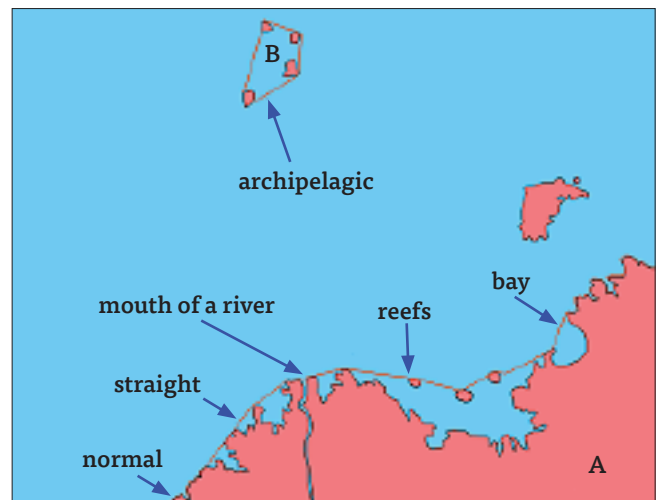 B
archipelagic
bay
mouth of a river
reefs
straight
normal
A